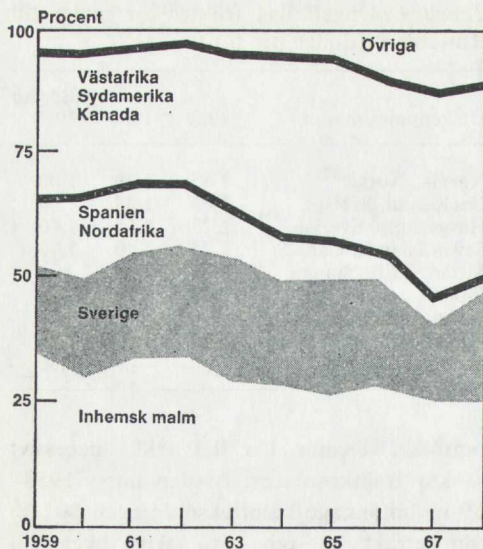 Procent
100
Övriga
Västafrika
Sydamerika
Kanada
75
Spanien
Nordafrika
50
Sverige
25
Inhemsk malm
0
1959
61
63
65
67